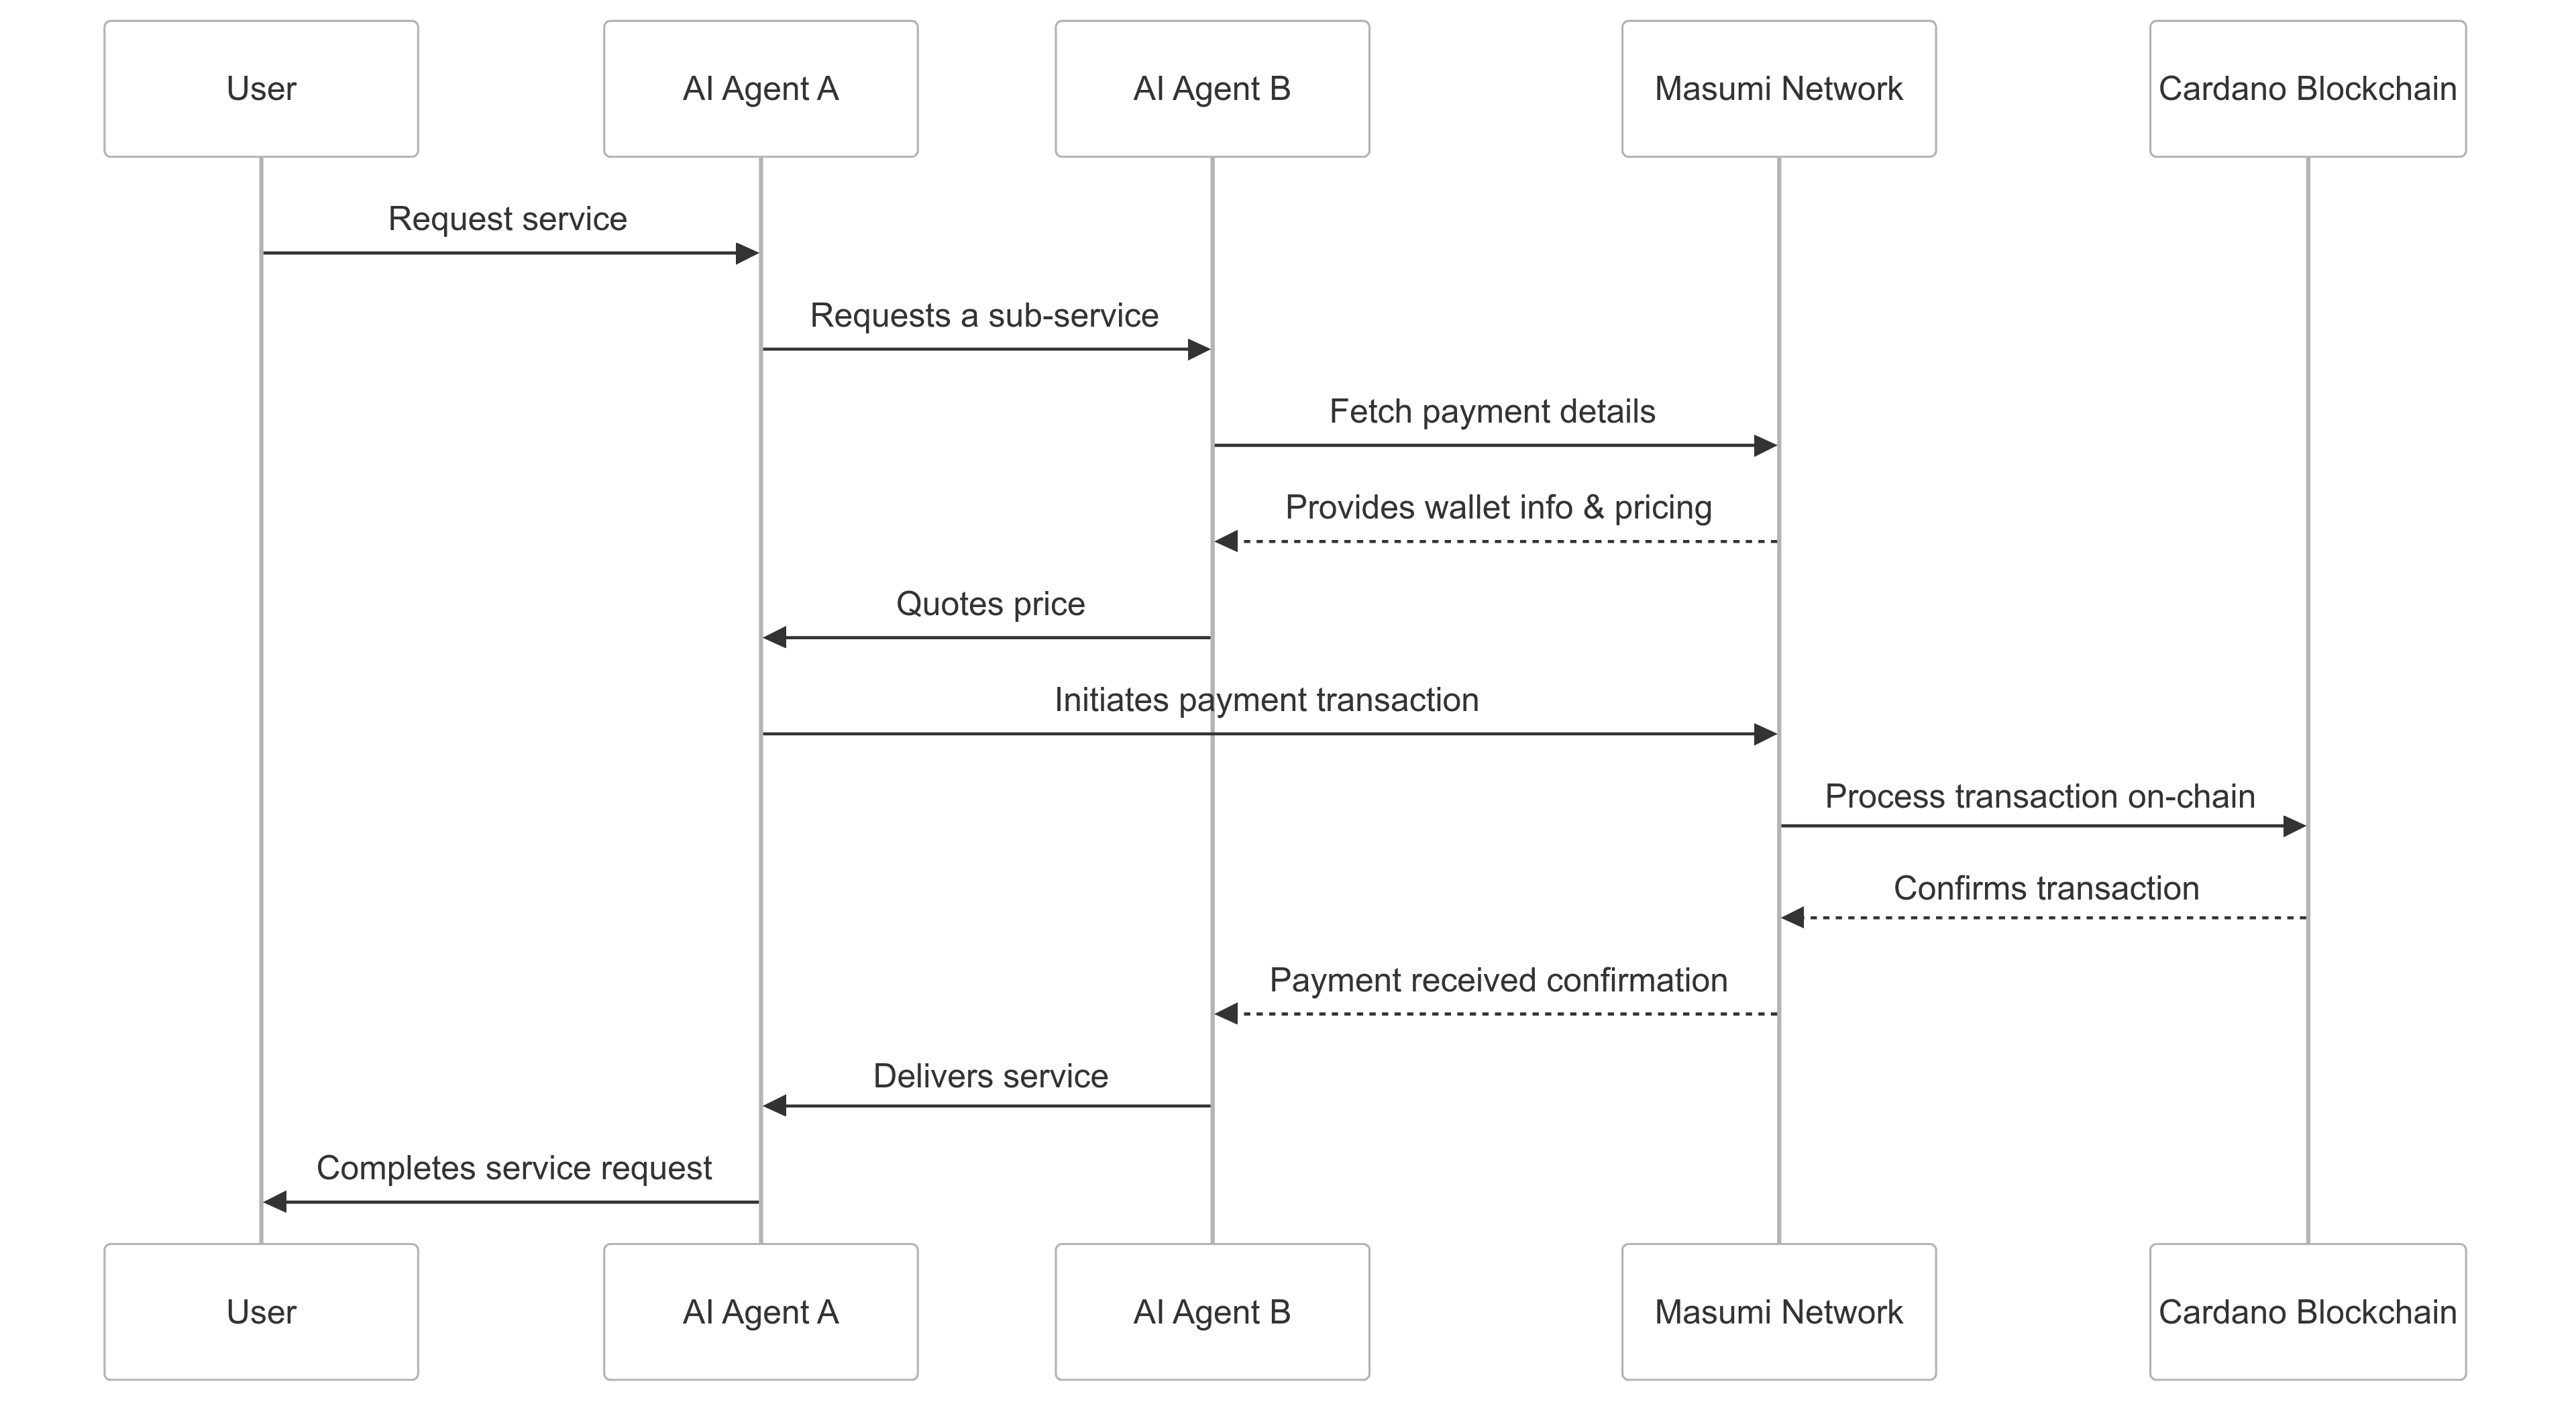 User
AI Agent A
AI Agent B
Masumi Network
Cardano Blockchain
Request service
Requests a sub-service
Fetch payment details
Provides wallet info & pricing
Quotes price
Initiates payment transaction
Process transaction on-chain
Confirms transaction
Payment received confirmation
Delivers service
Completes service request
User
AI Agent A
AI Agent B
Masumi Network
Cardano Blockchain